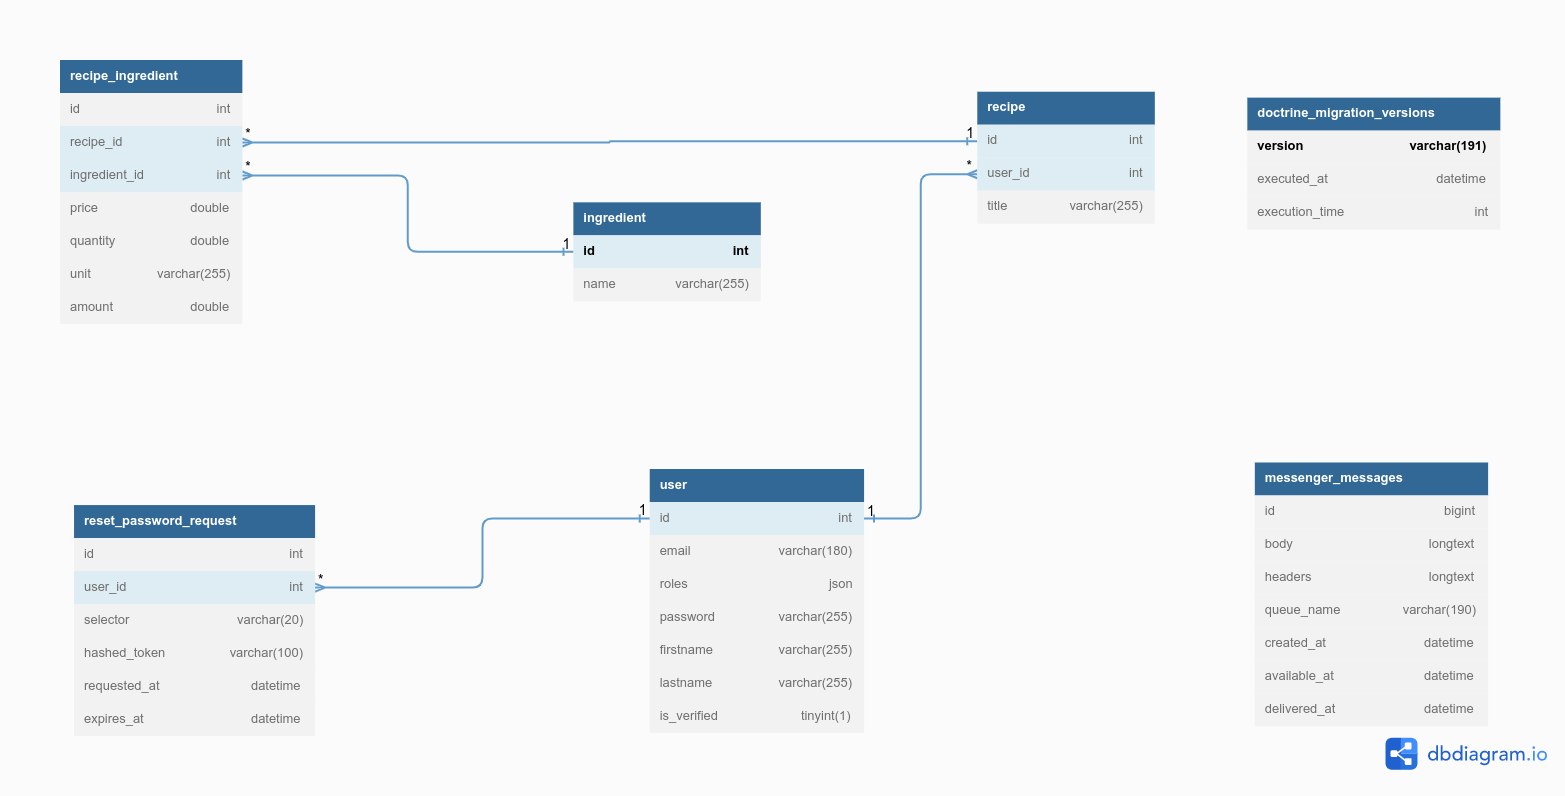 recipe_ingredient
id int
recipe_id int *
ingredient_id int *
price double
quantity double
unit varchar(255)
amount double
ingredient
1 id int
name varchar(255)
recipe
1 id int
* user_id int
title varchar(255)
doctrine_migration_versions
version varchar(191)
executed_at datetime
execution_time int
reset_password_request
id int
user_id int *
selector varchar(20)
hashed_token varchar(100)
requested_at datetime
expires_at datetime
user
1 id int 1
email varchar(180)
roles json
password varchar(255)
firstname varchar(255)
lastname varchar(255)
is_verified tinyint(1)
messenger_messages
id bigint
body longtext
headers longtext
queue_name varchar(190)
created_at datetime
available_at datetime
delivered_at datetime
dbdiagram.io